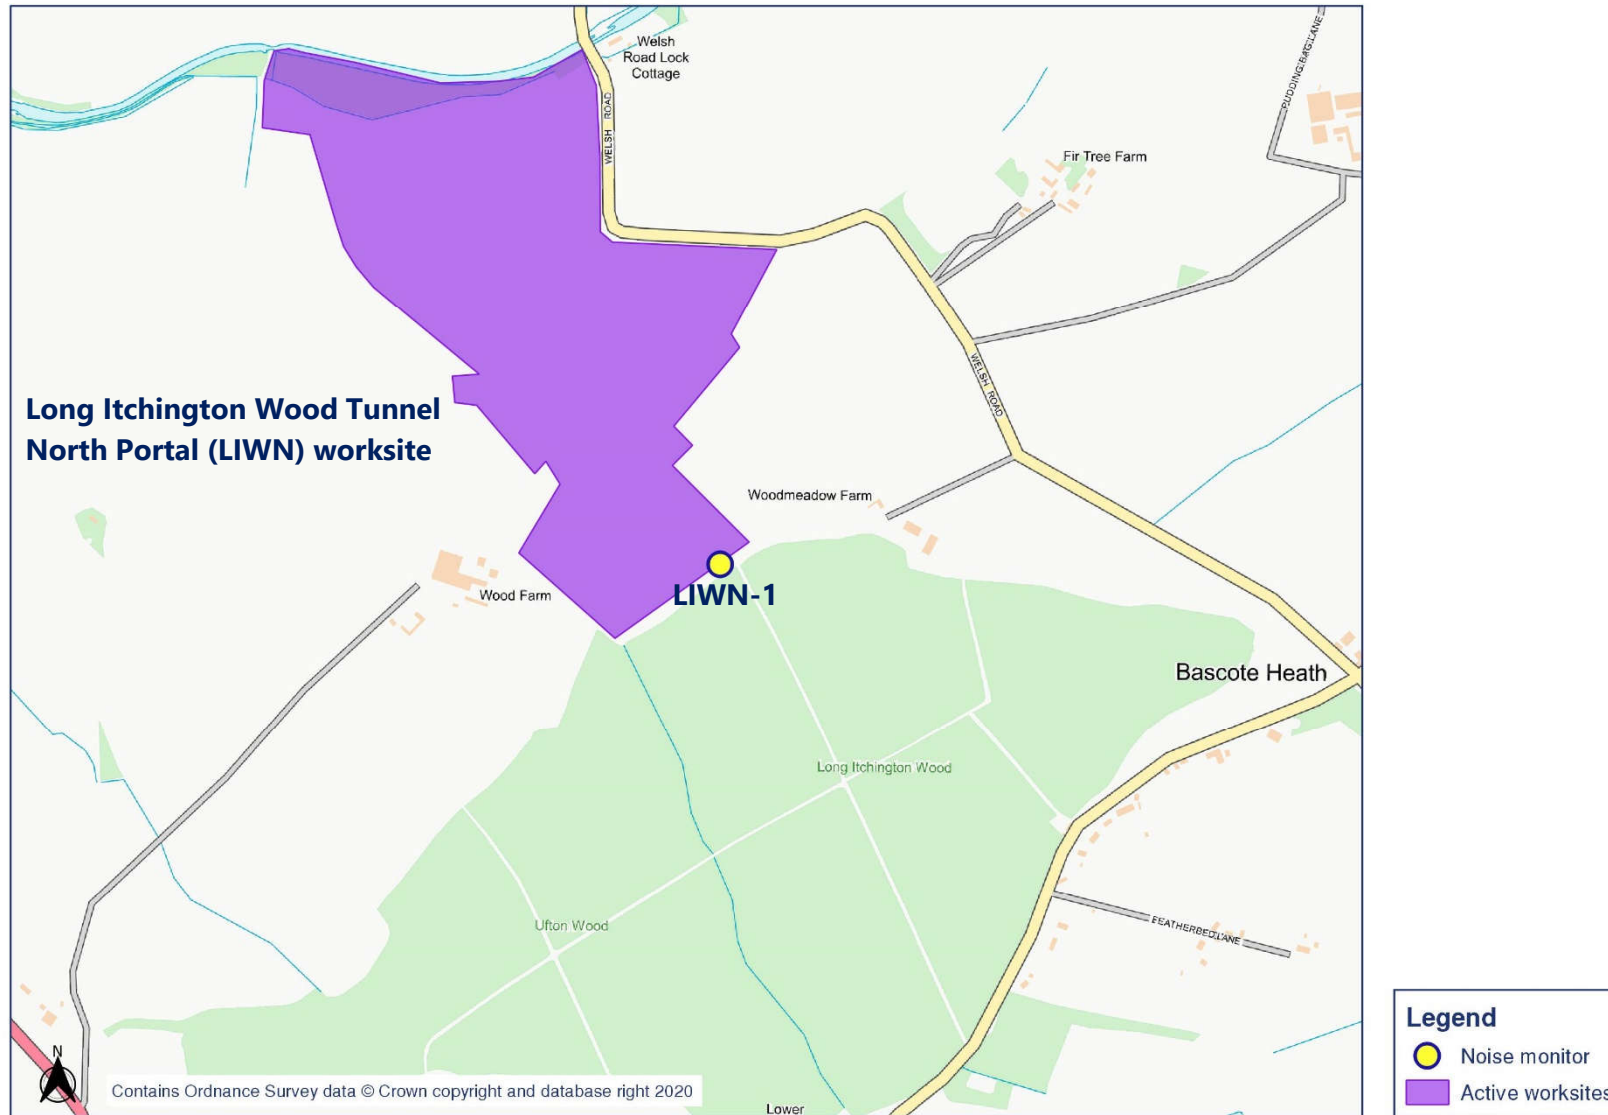 Welsh
Road Lock
Cottage
PUDDING BAG LANE
WELSH ROAD
Fir Tree Farm
WELSH ROAD
Long Itchington Wood Tunnel
North Portal (LIWN) worksite
Woodmeadow Farm
Wood Farm
LIWN-1
Bascote Heath
Long Itchington Wood
Ufton Wood
FEATHERBED LANE
N
Contains Ordnance Survey data © Crown copyright and database right 2020
Lower
Legend
Noise monitor
Active worksites